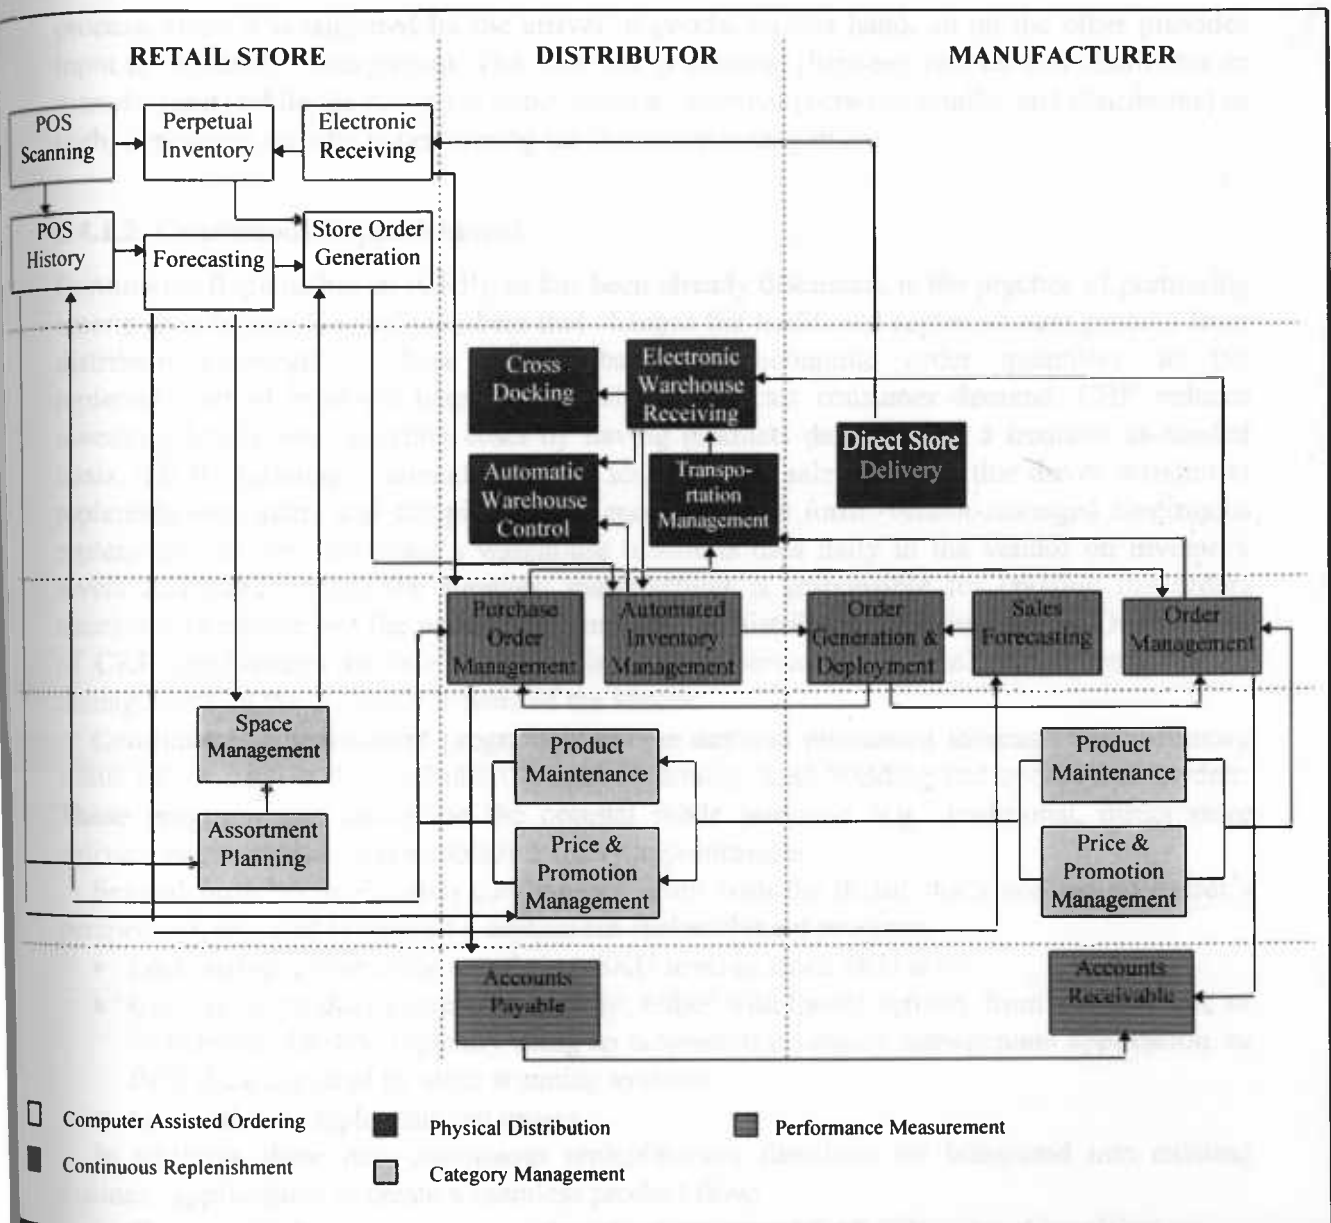 RETAIL STORE
DISTRIBUTOR
MANUFACTURER
POS
Scanning
Perpetual
Inventory
Electronic
Receiving
POS
History
Forecasting
Store Order
Generation
Cross
Docking
Electronic
Warehouse
Receiving
Direct Store
Delivery
Automatic
Warehouse
Control
Transpo-
rtation
Management
Purchase
Order
Management
Automated
Inventory
Management
Order
Generation &
Deployment
Sales
Forecasting
Order
Management
Space
Management
Product
Maintenance
Product
Maintenance
Assortment
Planning
Price &
Promotion
Management
Price &
Promotion
Management
Accounts
Payable
Accounts
Receivable
Computer Assisted Ordering
Physical Distribution
Performance Measurement
Continuous Replenishment
Category Management